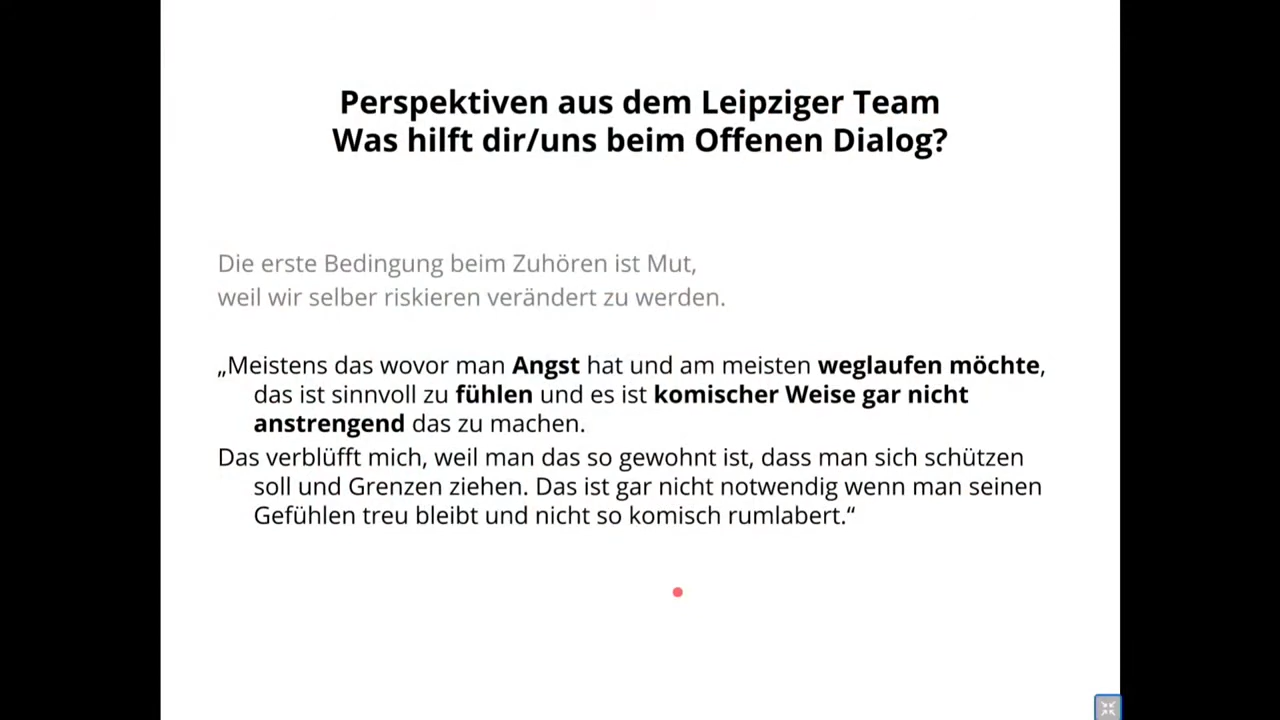 Perspektiven aus dem Leipziger Team
Was hilft dir/uns beim Offenen Dialog?
Die erste Bedingung beim Zuhören ist Mut,
weil wir selber riskieren verändert zu werden.
„Meistens das wovor man Angst hat und am meisten weglaufen möchte,
das ist sinnvoll zu fühlen und es ist komischer Weise gar nicht
anstrengend das zu machen.
Das verblüfft mich, weil man das so gewohnt ist, dass man sich schützen
soll und Grenzen ziehen. Das ist gar nicht notwendig wenn man seinen
Gefühlen treu bleibt und nicht so komisch rumlabert.“